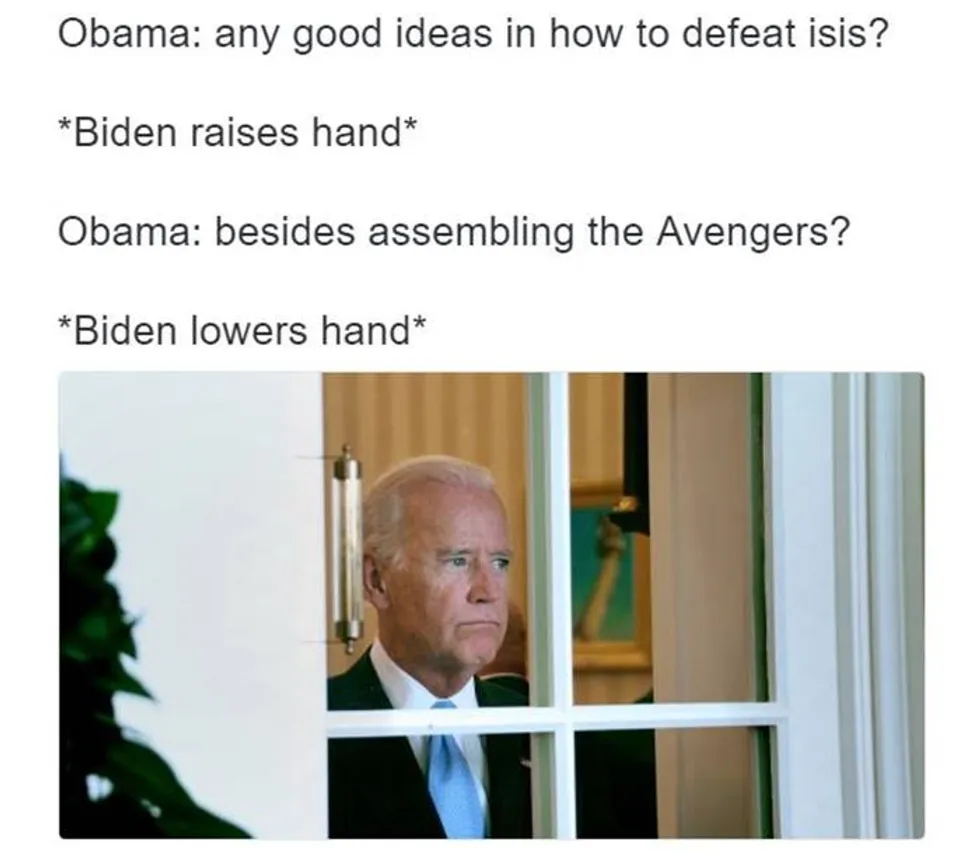 Obama: any good ideas in how to defeat isis?
*Biden raises hand*
Obama: besides assembling the Avengers?
*Biden lowers hand*